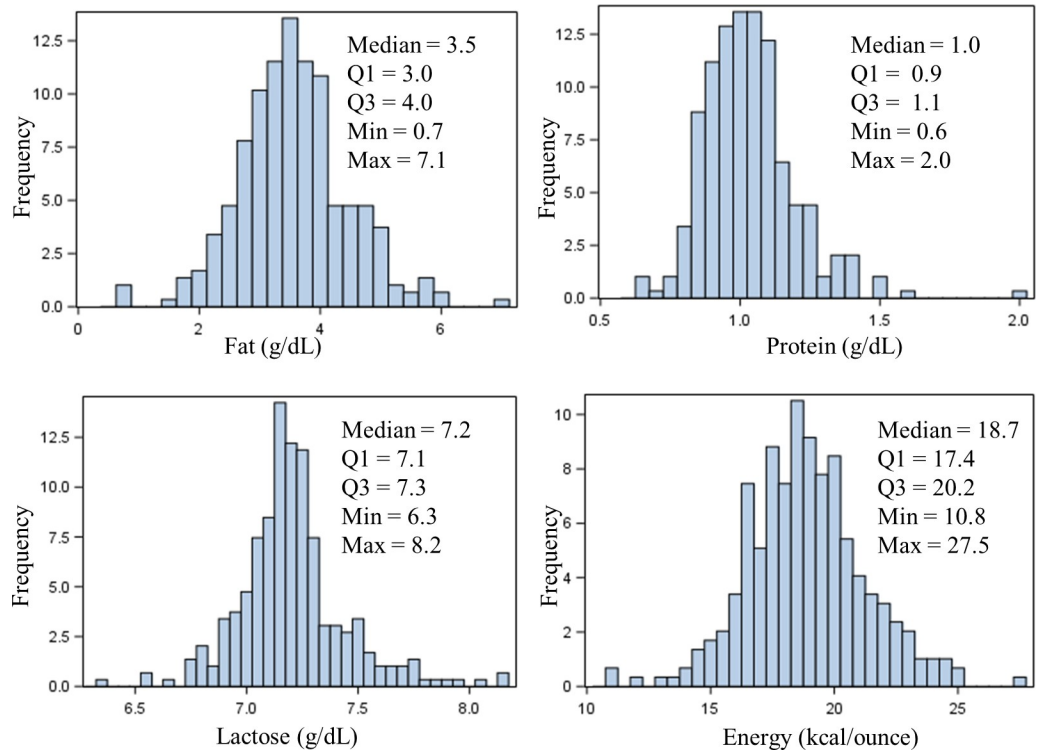 Median = 3.5
Q1 = 3.0
Q3 = 4.0
Min = 0.7
Max = 7.1
Frequency
12.5
10.0
7.5
5.0
2.5
0.0
0
2
4
6
Fat (g/dL)
Median = 1.0
Q1 = 0.9
Q3 = 1.1
Min = 0.6
Max = 2.0
Frequency
12.5
10.0
7.5
5.0
2.5
0.0
0.5
1.0
1.5
2.0
Protein (g/dL)
Median = 7.2
Q1 = 7.1
Q3 = 7.3
Min = 6.3
Max = 8.2
Frequency
12.5
10.0
7.5
5.0
2.5
0.0
6.5
7.0
7.5
8.0
Lactose (g/dL)
Median = 18.7
Q1 = 17.4
Q3 = 20.2
Min = 10.8
Max = 27.5
Frequency
10
8
6
4
2
0
10
15
20
25
Energy (kcal/ounce)